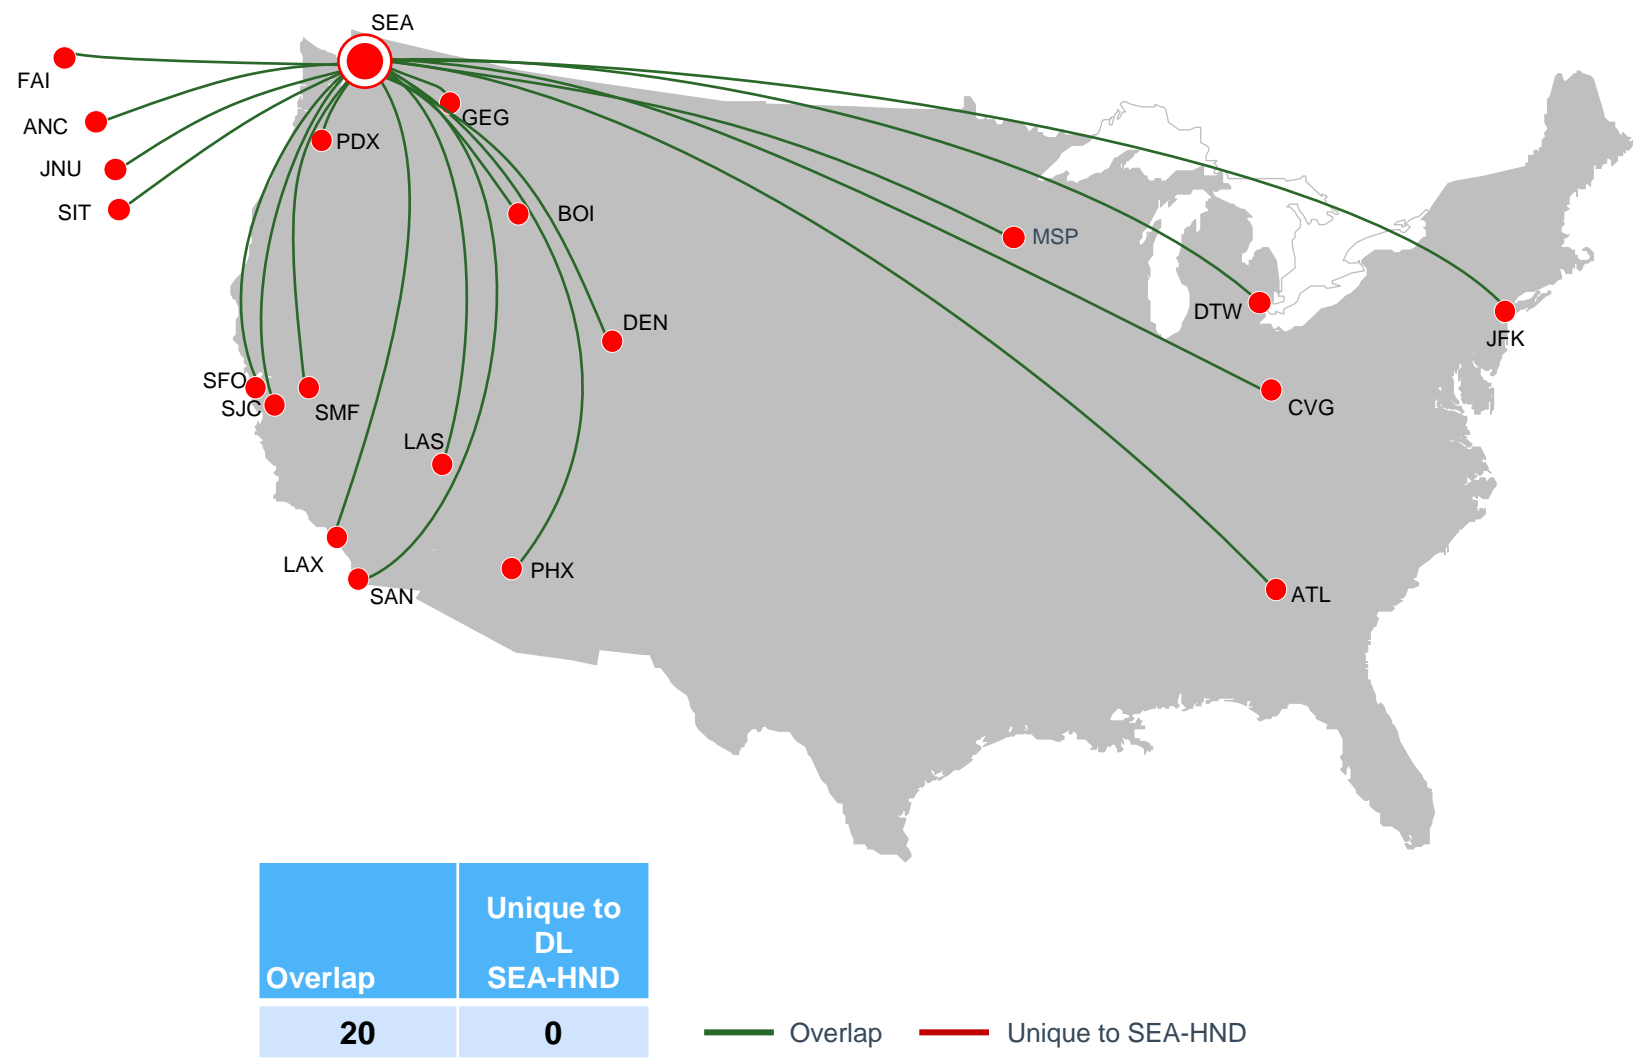 SEA
FAI
GEG
ANC
PDX
JNU
SIT
BOI
MSP
DTW
DEN
JFK
SFO
SJC
SMF
CVG
LAS
LAX
PHX
SAN
ATL
Overlap
Unique to
DL
SEA-HND
20
0
Overlap
Unique to SEA-HND